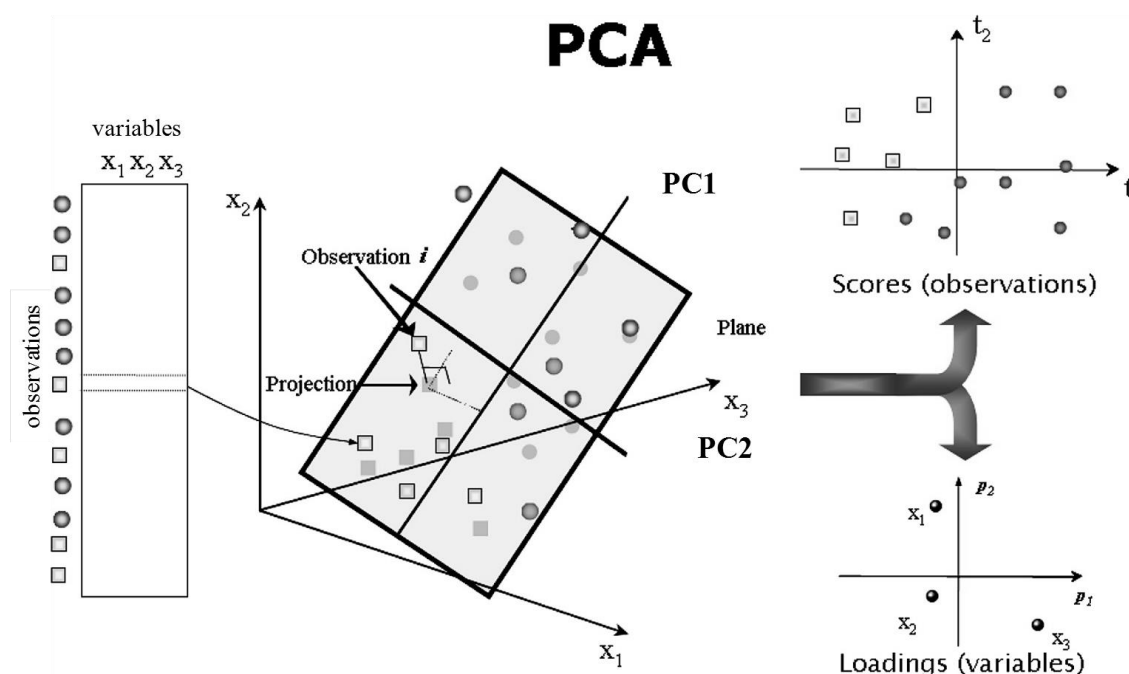 PCA
variables
x1 x2 x3
observations
x2
Observation i
Projection
PC1
Plane
x3
PC2
x1
t2
t
Scores (observations)
p2
x1
p1
x2
x3
Loadings (variables)